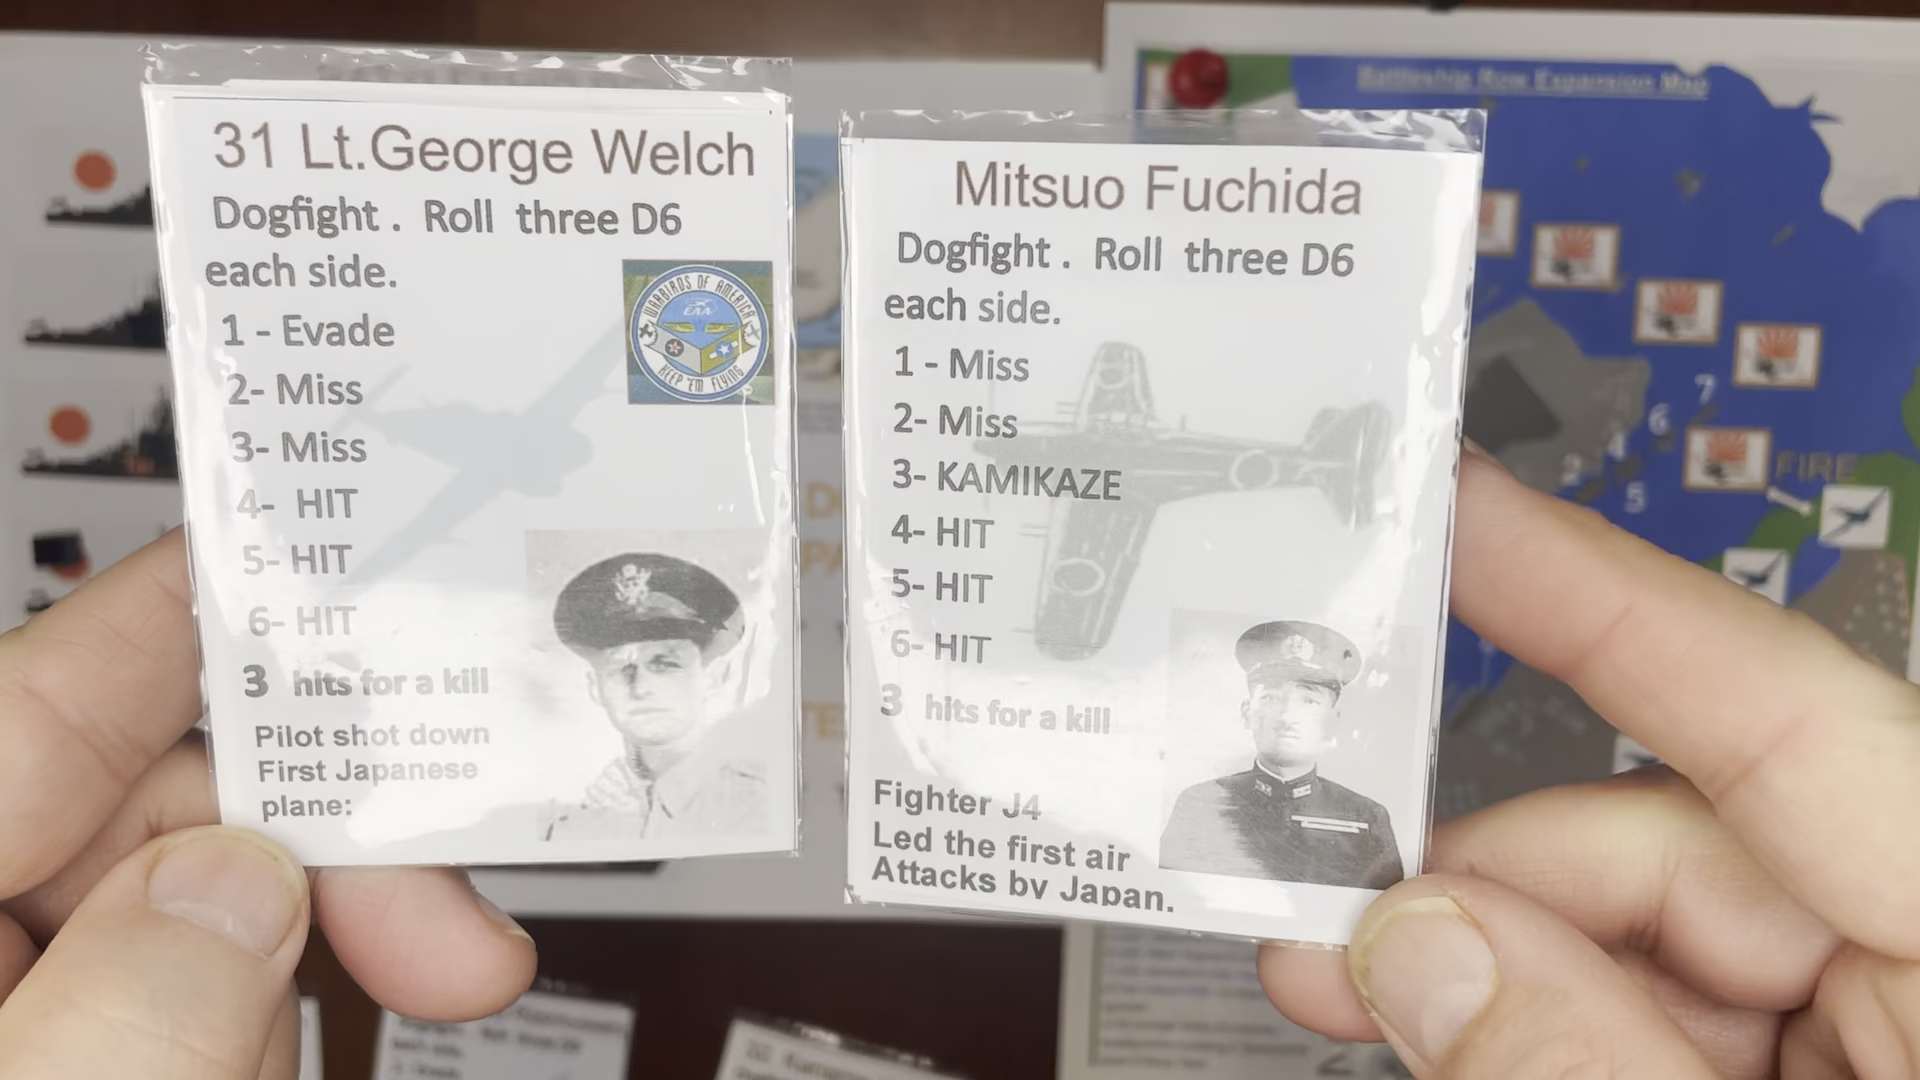 31 Lt.George Welch
Dogfight . Roll three D6
each side.
1 - Evade
2- Miss
3- Miss
4- HIT
5- HIT
6- HIT
3 hits for a kill
Pilot shot down
First Japanese
plane:
WARBIRDS OF AMERICA
EAA
KEEP 'EM FLYING
Mitsuo Fuchida
Dogfight . Roll three D6
each side.
1 - Miss
2- Miss
3- KAMIKAZE
4- HIT
5- HIT
6- HIT
3 hits for a kill
Fighter J4
Led the first air
Attacks by Japan.
Battleship Row Expansion Map
7
6
4
2
5
FIRE